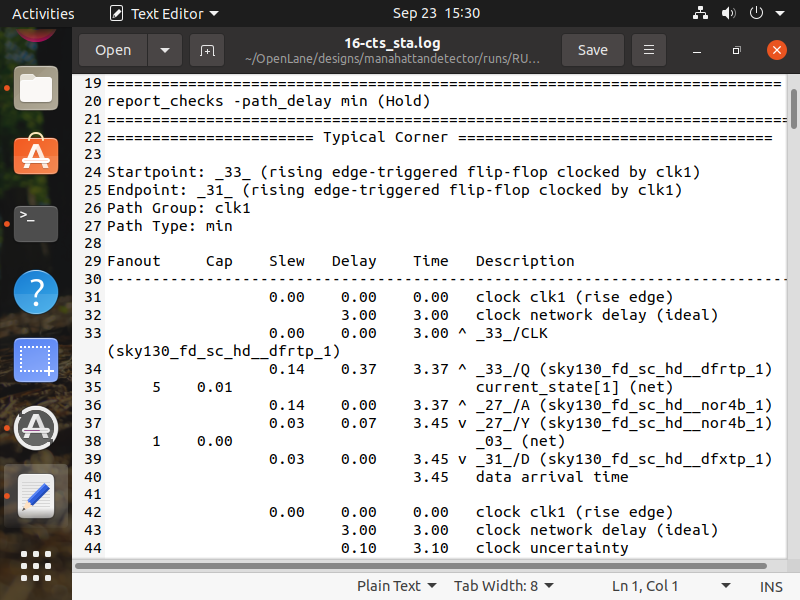 Activities Text Editor Sep 23 15:30
Open 16-cts_sta.log Save
~/OpenLane/designs/manahattandetector/runs/RU...
19 ===========================================================================
20 report_checks -path_delay min (Hold)
21 ============================================================================
22 ======================= Typical Corner ===================================
23
24 Startpoint: _33_ (rising edge-triggered flip-flop clocked by clk1)
25 Endpoint: _31_ (rising edge-triggered flip-flop clocked by clk1)
26 Path Group: clk1
27 Path Type: min
28
29 Fanout Cap Slew Delay Time Description
30 ----------------------------------------------------------------------------
31 0.00 0.00 0.00 clock clk1 (rise edge)
32 3.00 3.00 clock network delay (ideal)
33 0.00 0.00 3.00 ^ _33_/CLK
(sky130_fd_sc_hd__dfrtp_1)
34 0.14 0.37 3.37 ^ _33_/Q (sky130_fd_sc_hd__dfrtp_1)
35 5 0.01 current_state[1] (net)
36 0.14 0.00 3.37 ^ _27_/A (sky130_fd_sc_hd__nor4b_1)
37 0.03 0.07 3.45 v _27_/Y (sky130_fd_sc_hd__nor4b_1)
38 1 0.00 _03_ (net)
39 0.03 0.00 3.45 v _31_/D (sky130_fd_sc_hd__dfxtp_1)
40 3.45 data arrival time
41
42 0.00 0.00 0.00 clock clk1 (rise edge)
43 3.00 3.00 clock network delay (ideal)
44 0.10 3.10 clock uncertainty
Plain Text Tab Width: 8 Ln 1, Col 1 INS